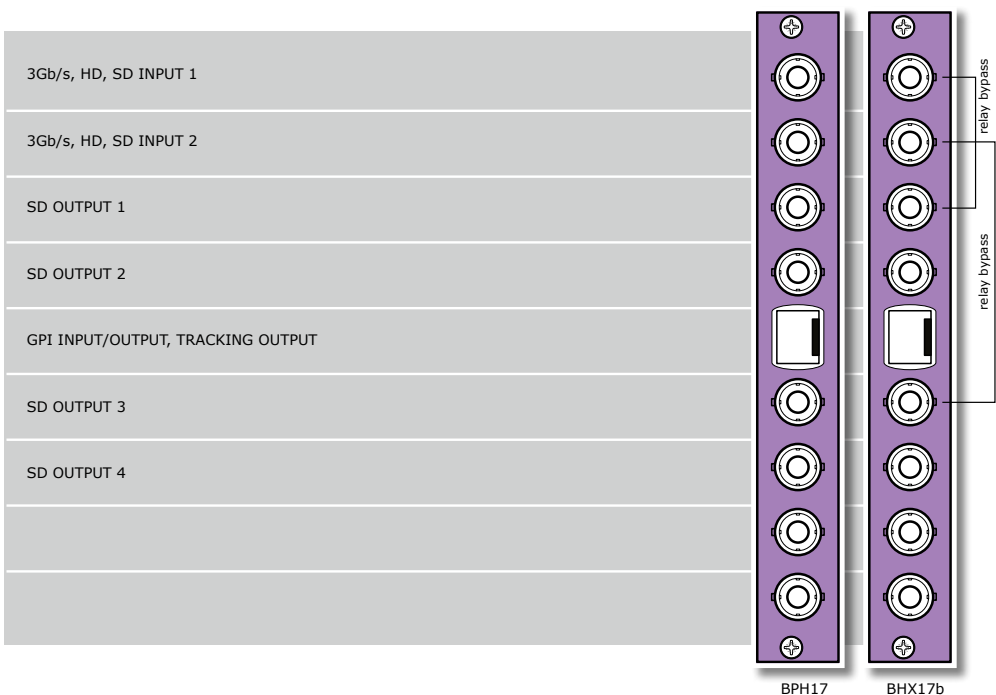 3Gb/s, HD, SD INPUT 1
3Gb/s, HD, SD INPUT 2
SD OUTPUT 1
SD OUTPUT 2
GPI INPUT/OUTPUT, TRACKING OUTPUT
SD OUTPUT 3
SD OUTPUT 4
relay bypass
relay bypass
BPH17
BHX17b